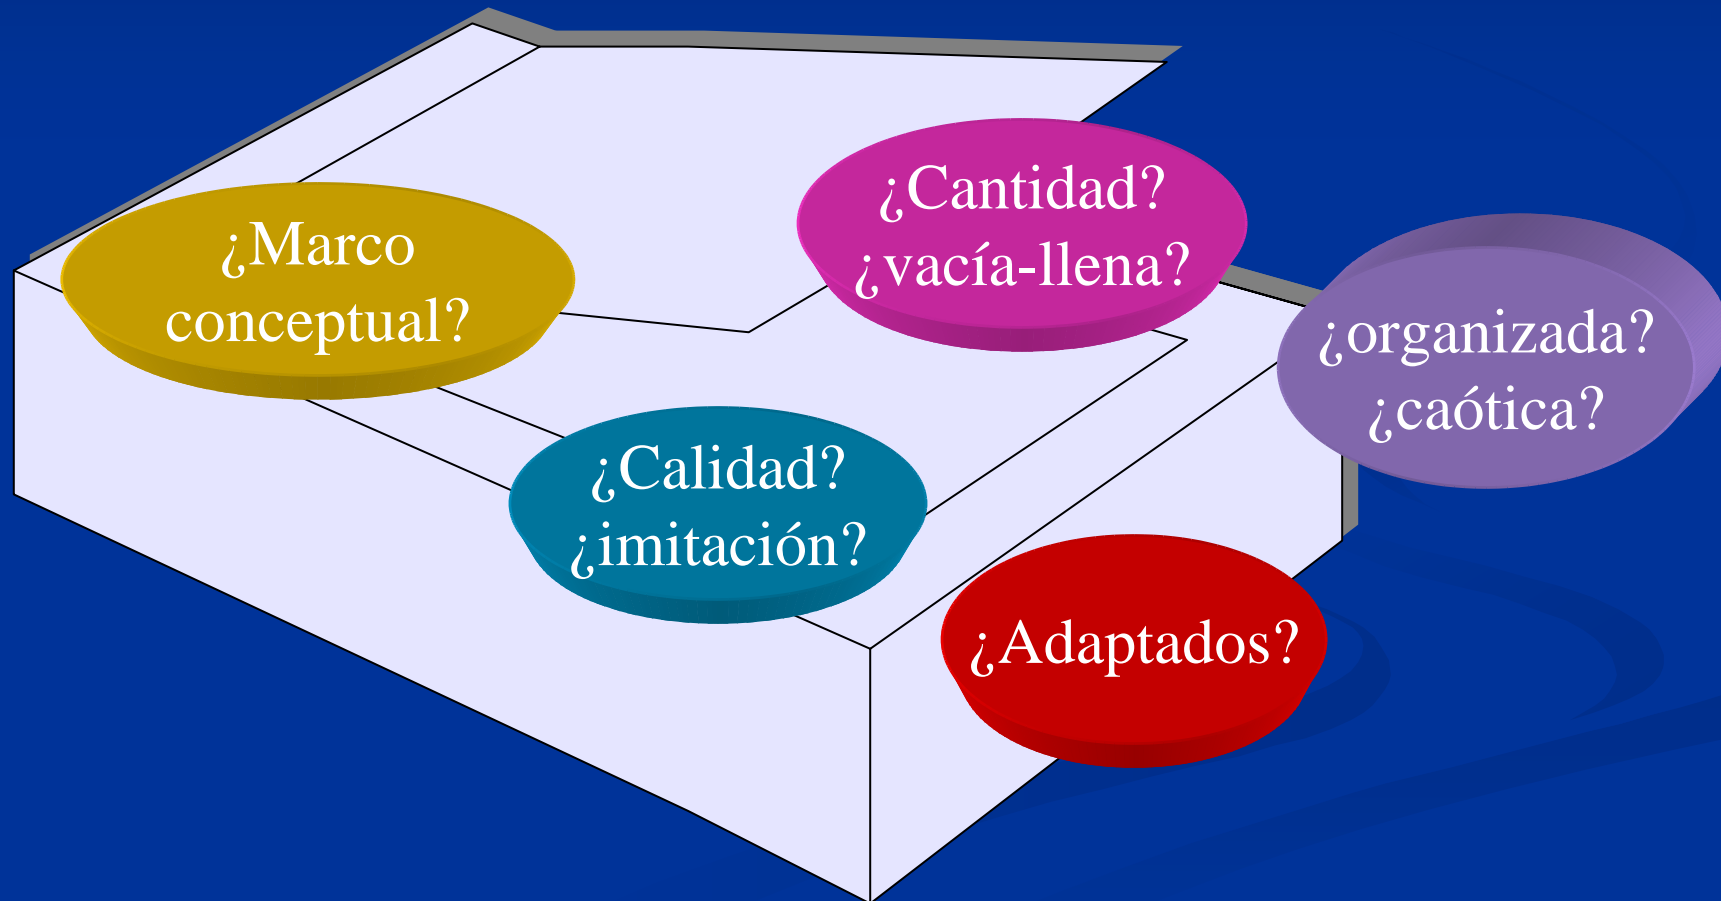 ¿Marco
conceptual?
¿Cantidad?
¿vacía-llena?
¿organizada?
¿caótica?
¿Calidad?
¿imitación?
¿Adaptados?